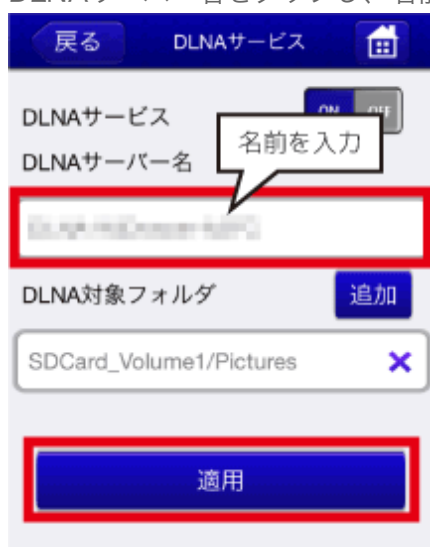 戻る DLNAサービス
DLNAサービス ON OFF
DLNAサーバー名
名前を入力
DLNA対象フォルダ 追加
SDCard_Volume1/Pictures ×
適用